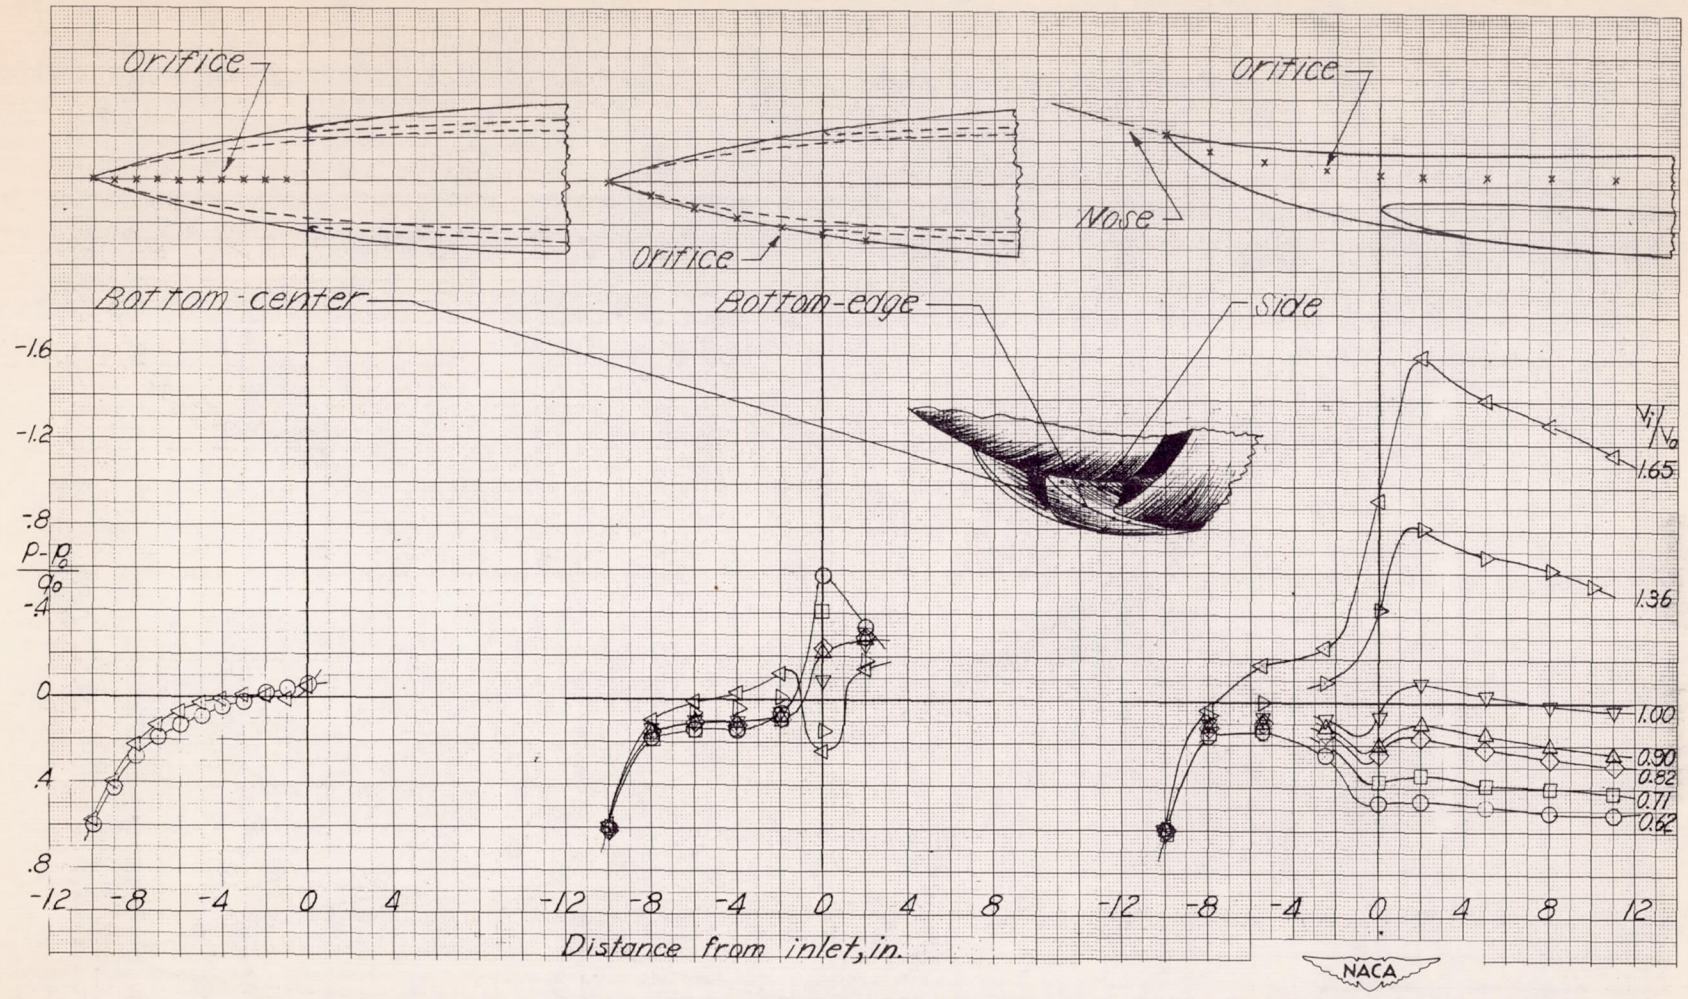 Orifice
Orifice
Nose
Orifice
Bottom-center
Bottom-edge
Side
-1.6
-1.2
-.8
p-p₀
q₀
-.4
0
.4
.8
Vi/V₀
1.65
1.36
1.00
0.90
0.82
0.71
0.62
-12 -8 -4 0 4
-12 -8 -4 0 4 8
-12 -8 -4 0 4 8 12
Distance from inlet, in.
NACA